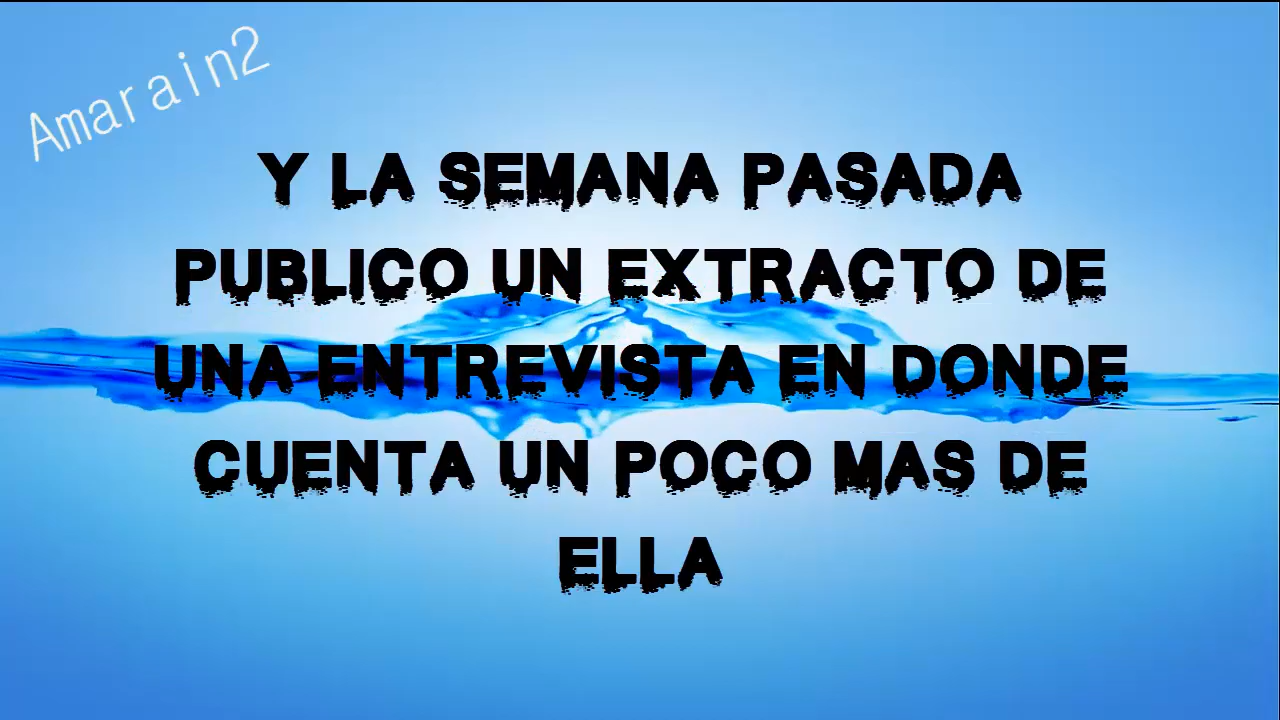 Amarain2
Y LA SEMANA PASADA
PUBLICO UN EXTRACTO DE
UNA ENTREVISTA EN DONDE
CUENTA UN POCO MAS DE
ELLA